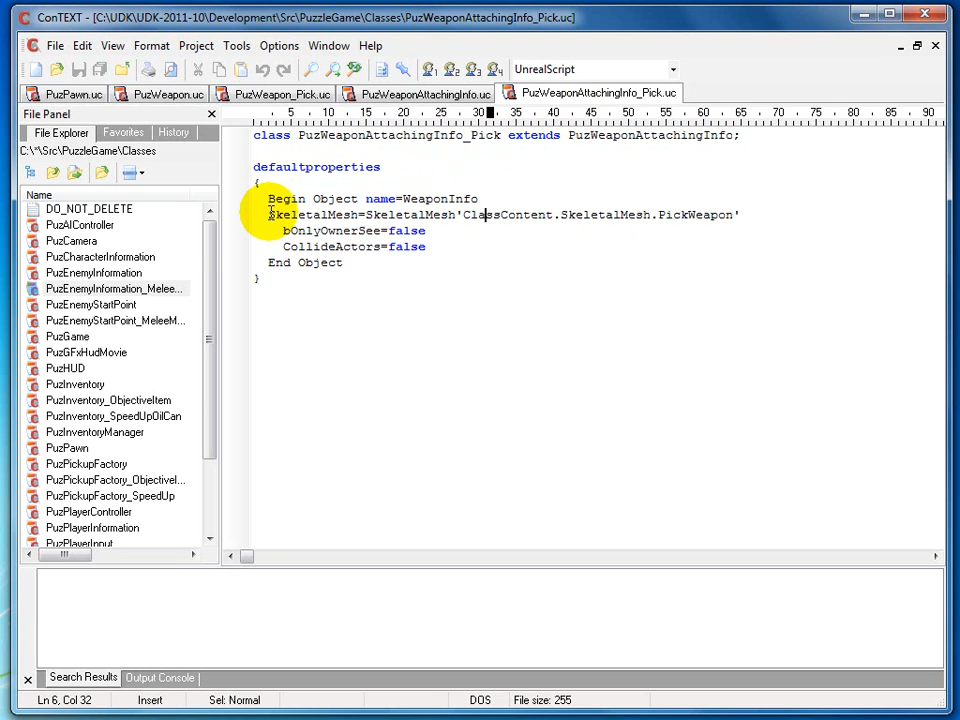 ConTEXT - [C:\UDK\UDK-2011-10\Development\Src\PuzzleGame\Classes\PuzWeaponAttachingInfo_Pick.uc]
File Edit View Format Project Tools Options Window Help
1 2 3 4 UnrealScript
PuzPawn.uc PuzWeapon.uc PuzWeapon_Pick.uc PuzWeaponAttachingInfo.uc PuzWeaponAttachingInfo_Pick.uc
File Panel
5 10 15 20 25 30 35 40 45 50 55 60 65 70 75 80 85 90
File Explorer Favorites History
C:\*\Src\PuzzleGame\Classes
Name
DO_NOT_DELETE
PuzAIController
PuzCamera
PuzCharacterInformation
PuzEnemyInformation
PuzEnemyInformation_Melee...
PuzEnemyStartPoint
PuzEnemyStartPoint_MeleeM...
PuzGame
PuzGFxHudMovie
PuzHUD
PuzInventory
PuzInventory_ObjectiveItem
PuzInventory_SpeedUpOilCan
PuzInventoryManager
PuzPawn
PuzPickupFactory
PuzPickupFactory_ObjectiveI...
PuzPickupFactory_SpeedUp
PuzPlayerController
PuzPlayerInformation
PuzPlayerInput
class PuzWeaponAttachingInfo_Pick extends PuzWeaponAttachingInfo;
defaultproperties
{
Begin Object name=WeaponInfo
SkeletalMesh=SkeletalMesh'ClassContent.SkeletalMesh.PickWeapon'
bOnlyOwnerSee=false
CollideActors=false
End Object
}
Search Results Output Console
Ln 6, Col 32 Insert Sel: Normal DOS File size: 255